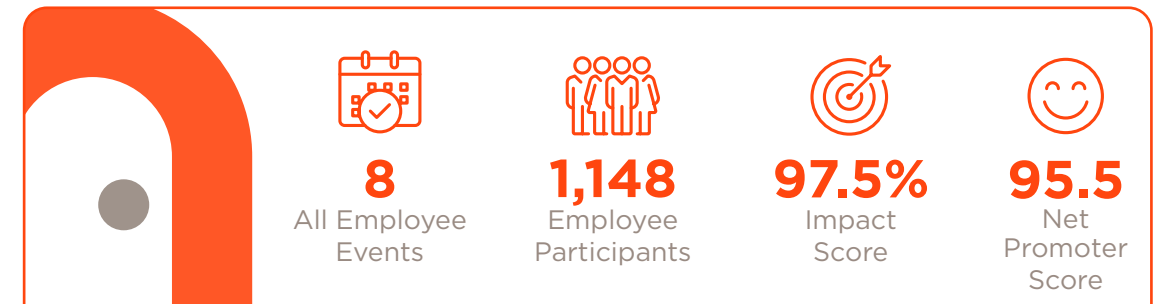 8
All Employee
Events
1,148
Employee
Participants
97.5%
Impact
Score
95.5
Net
Promoter
Score